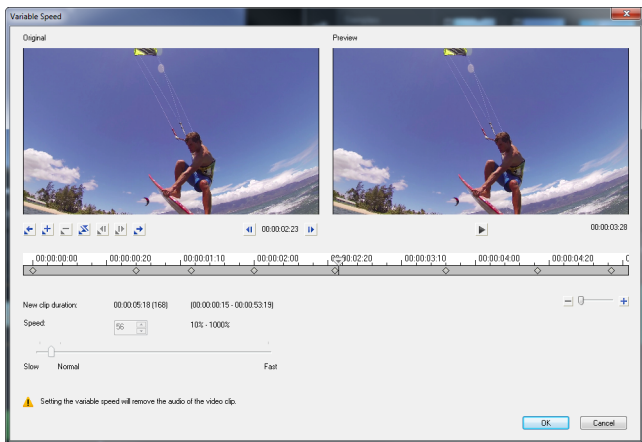 Variable Speed
Original Preview
00:00:02:23 00:00:03:28
00:00:00:00 00:00:00:20 00:00:01:10 00:00:02:00 00:00:02:20 00:00:03:10 00:00:04:00 00:00:04:20
New clip duration: 00:00:05:18 (168) (00:00:00:15 - 00:00:53:19)
Speed: 56 10% - 1000%
Slow Normal Fast
Setting the variable speed will remove the audio of the video clip.
OK Cancel